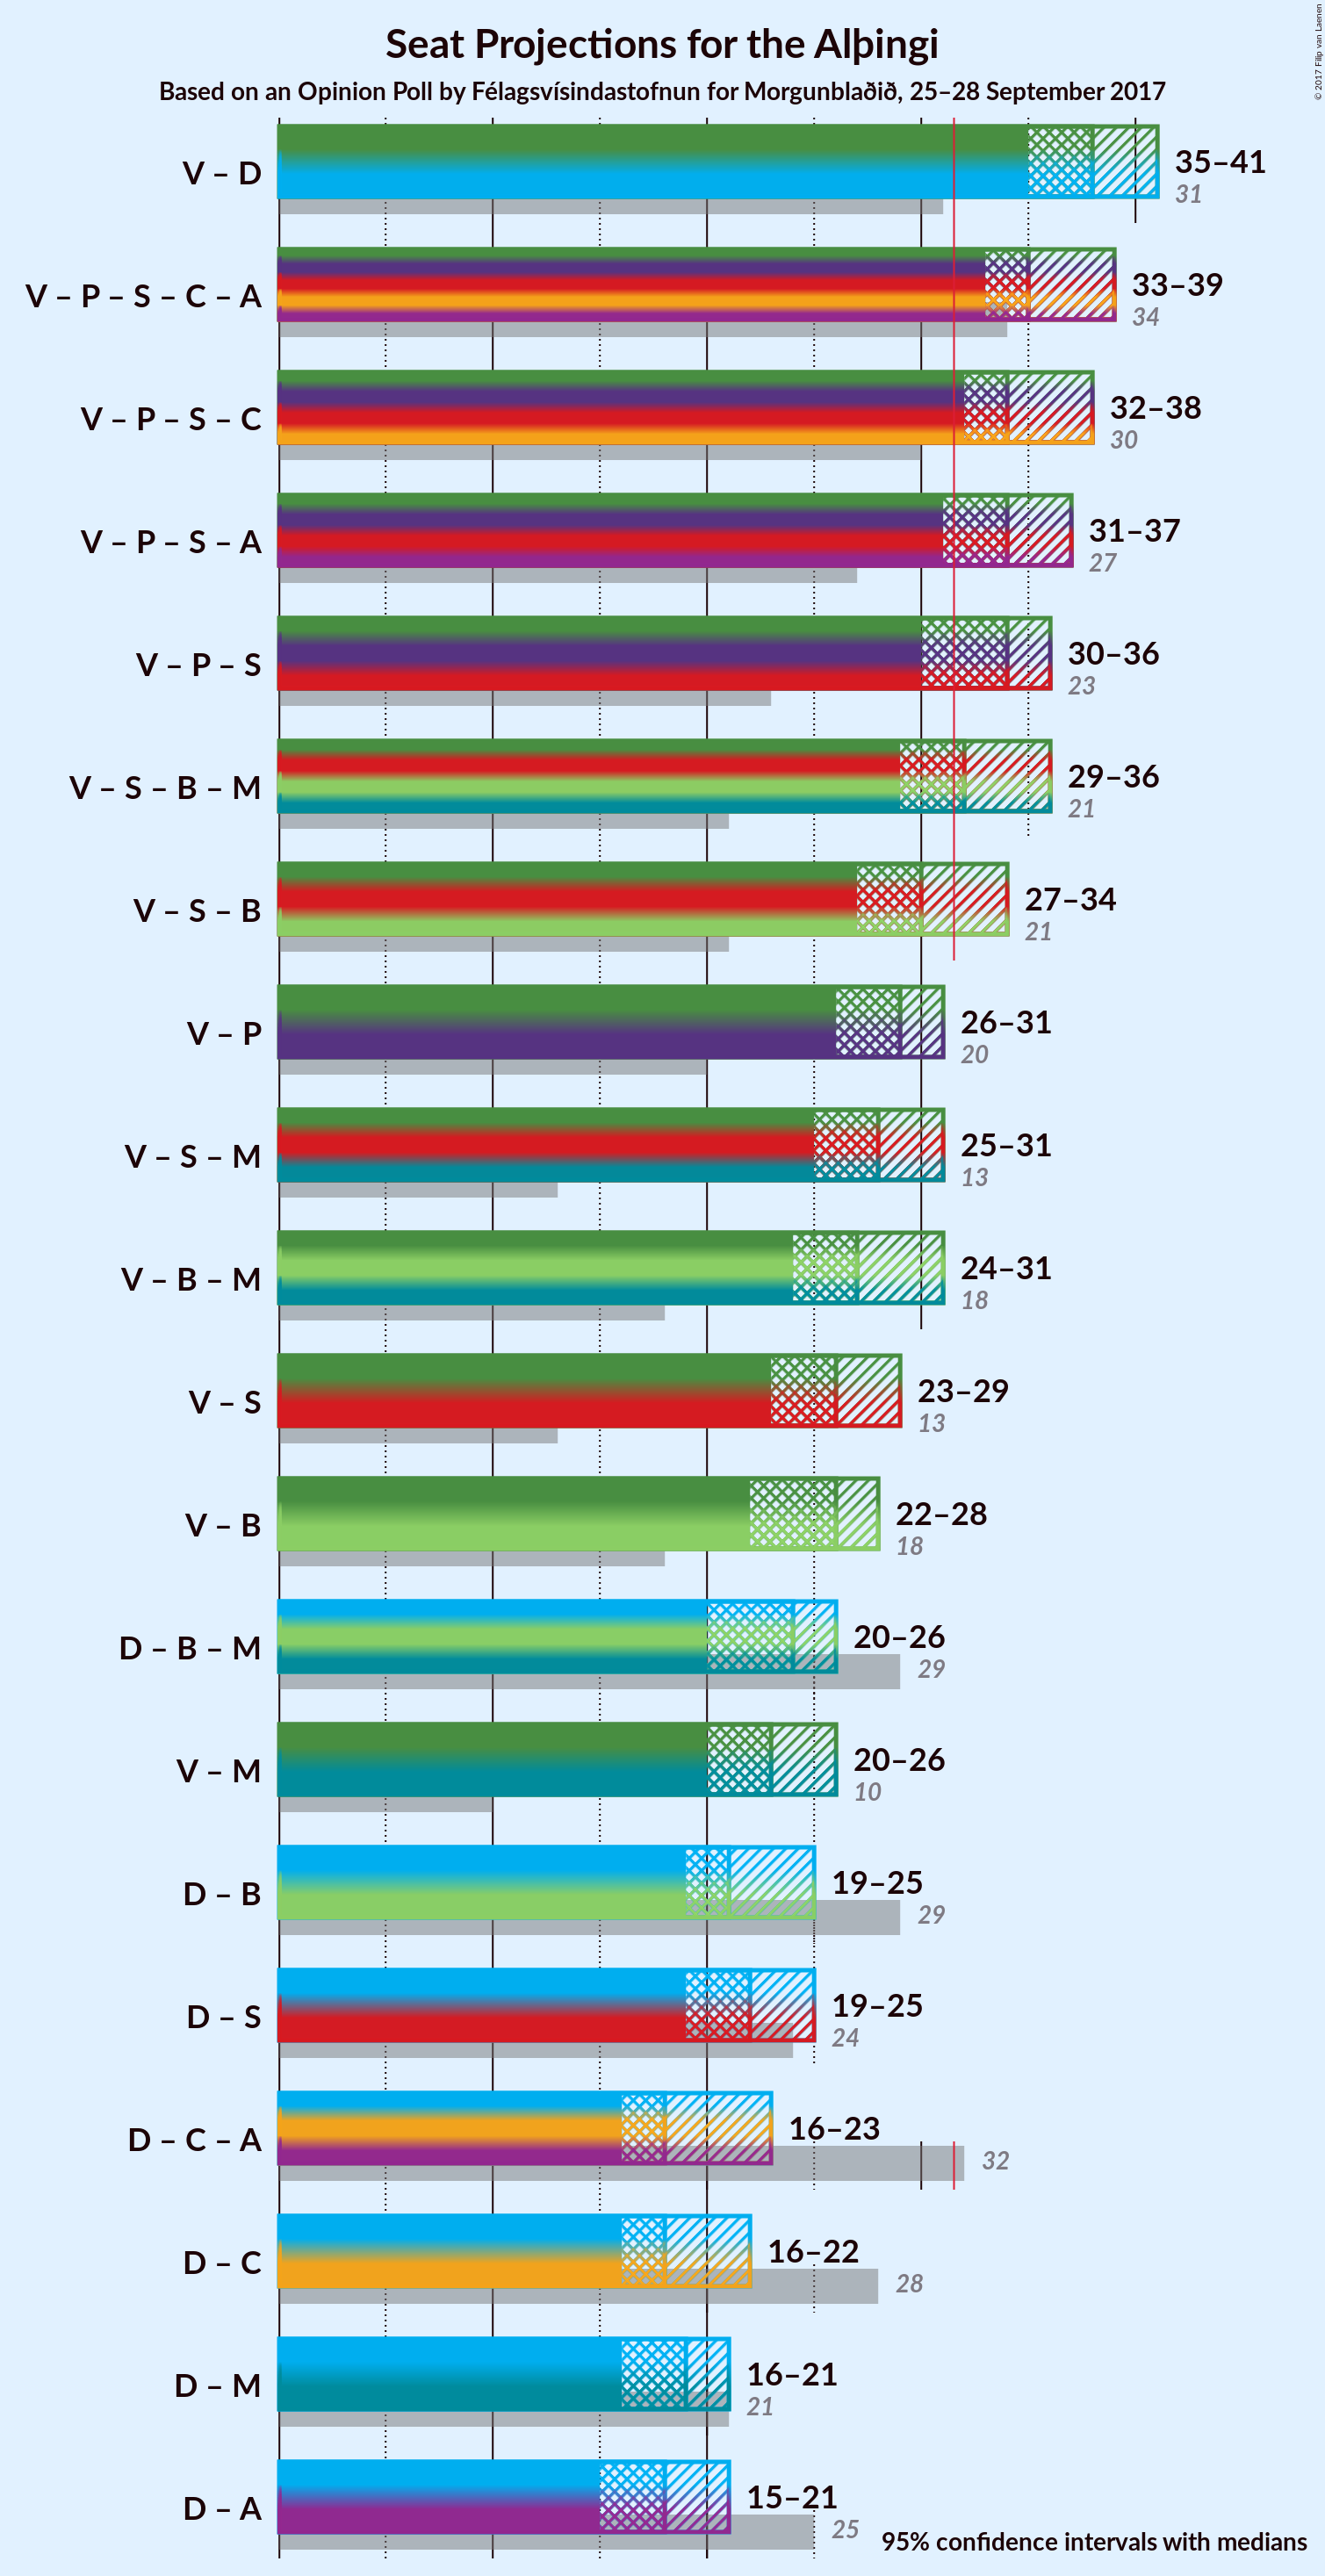 Seat Projections for the Alþingi
Based on an Opinion Poll by Félagsvísindastofnun for Morgunblaðið, 25–28 September 2017
© 2017 Filip van Laenen
V – D
35–41
31
V – P – S – C – A
33–39
34
V – P – S – C
32–38
30
V – P – S – A
31–37
27
V – P – S
30–36
23
V – S – B – M
29–36
21
V – S – B
27–34
21
V – P
26–31
20
V – S – M
25–31
13
V – B – M
24–31
18
V – S
23–29
13
V – B
22–28
18
D – B – M
20–26
29
V – M
20–26
10
D – B
19–25
29
D – S
19–25
24
D – C – A
16–23
32
D – C
16–22
28
D – M
16–21
21
D – A
15–21
25
95% confidence intervals with medians